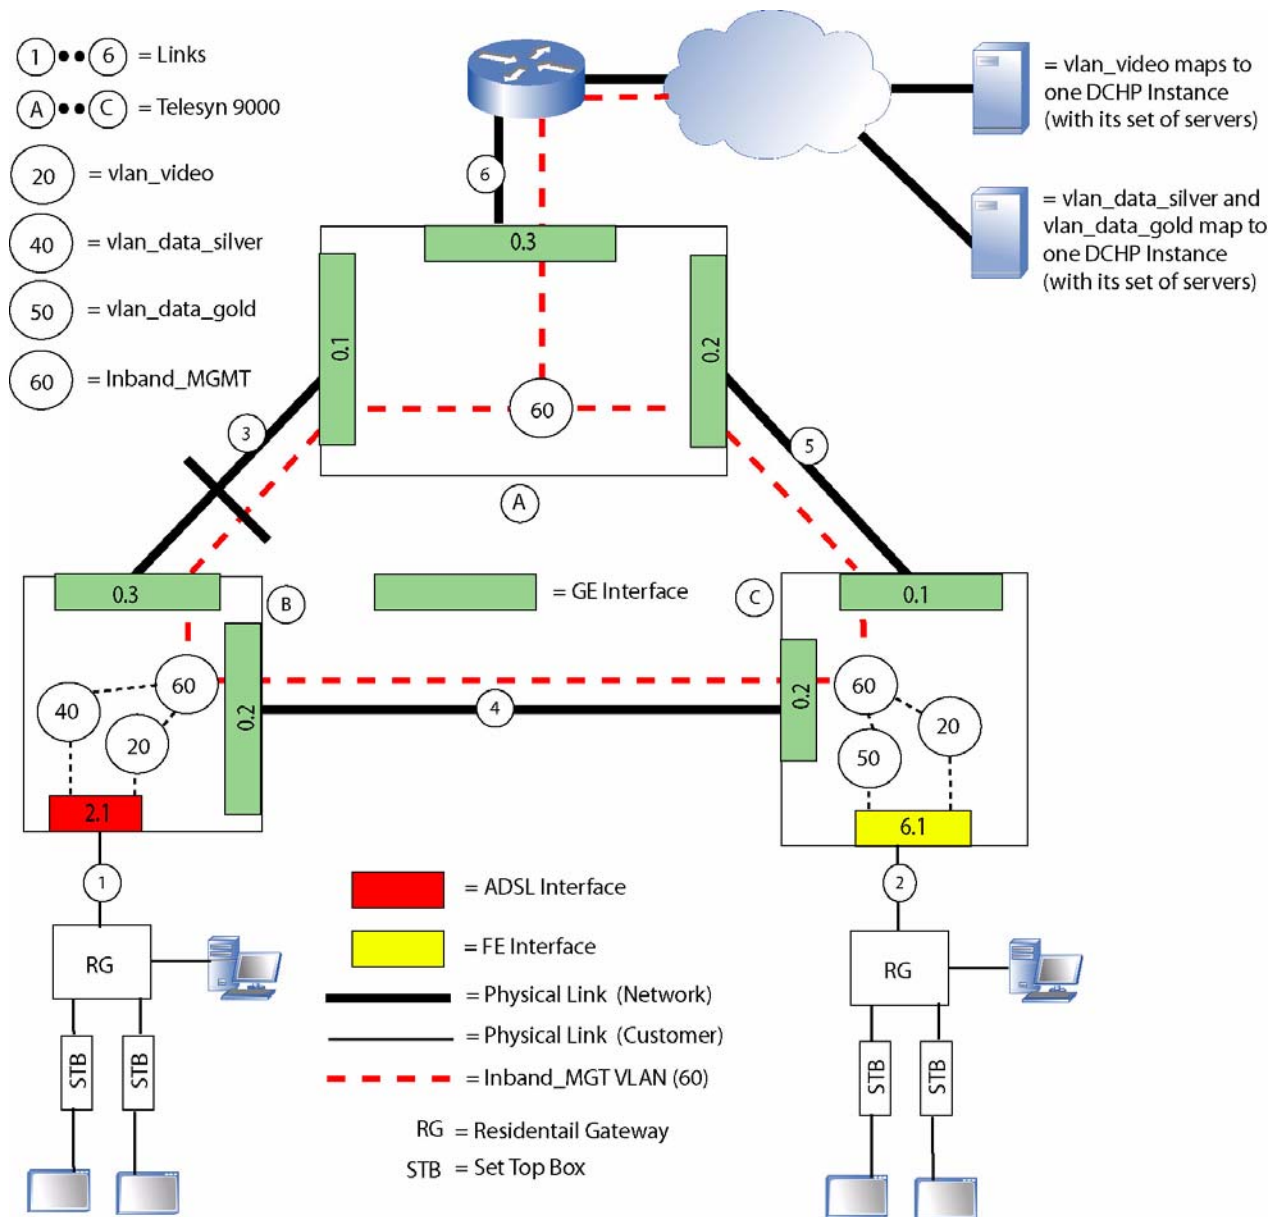 1 •• 6 = Links
A •• C = Telesyn 9000
20 = vlan_video
40 = vlan_data_silver
50 = vlan_data_gold
60 = Inband_MGMT
= vlan_video maps to
one DCHP Instance
(with its set of servers)
= vlan_data_silver and
vlan_data_gold map to
one DCHP Instance
(with its set of servers)
6
0.3
0.1
0.2
60
3
5
A
0.3
B
= GE Interface
C
0.1
60
0.2
40
20
2.1
4
0.2
60
20
50
6.1
1
2
RG
STB
STB
RG
STB
STB
= ADSL Interface
= FE Interface
= Physical Link (Network)
= Physical Link (Customer)
= Inband_MGT VLAN (60)
RG = Residentail Gateway
STB = Set Top Box